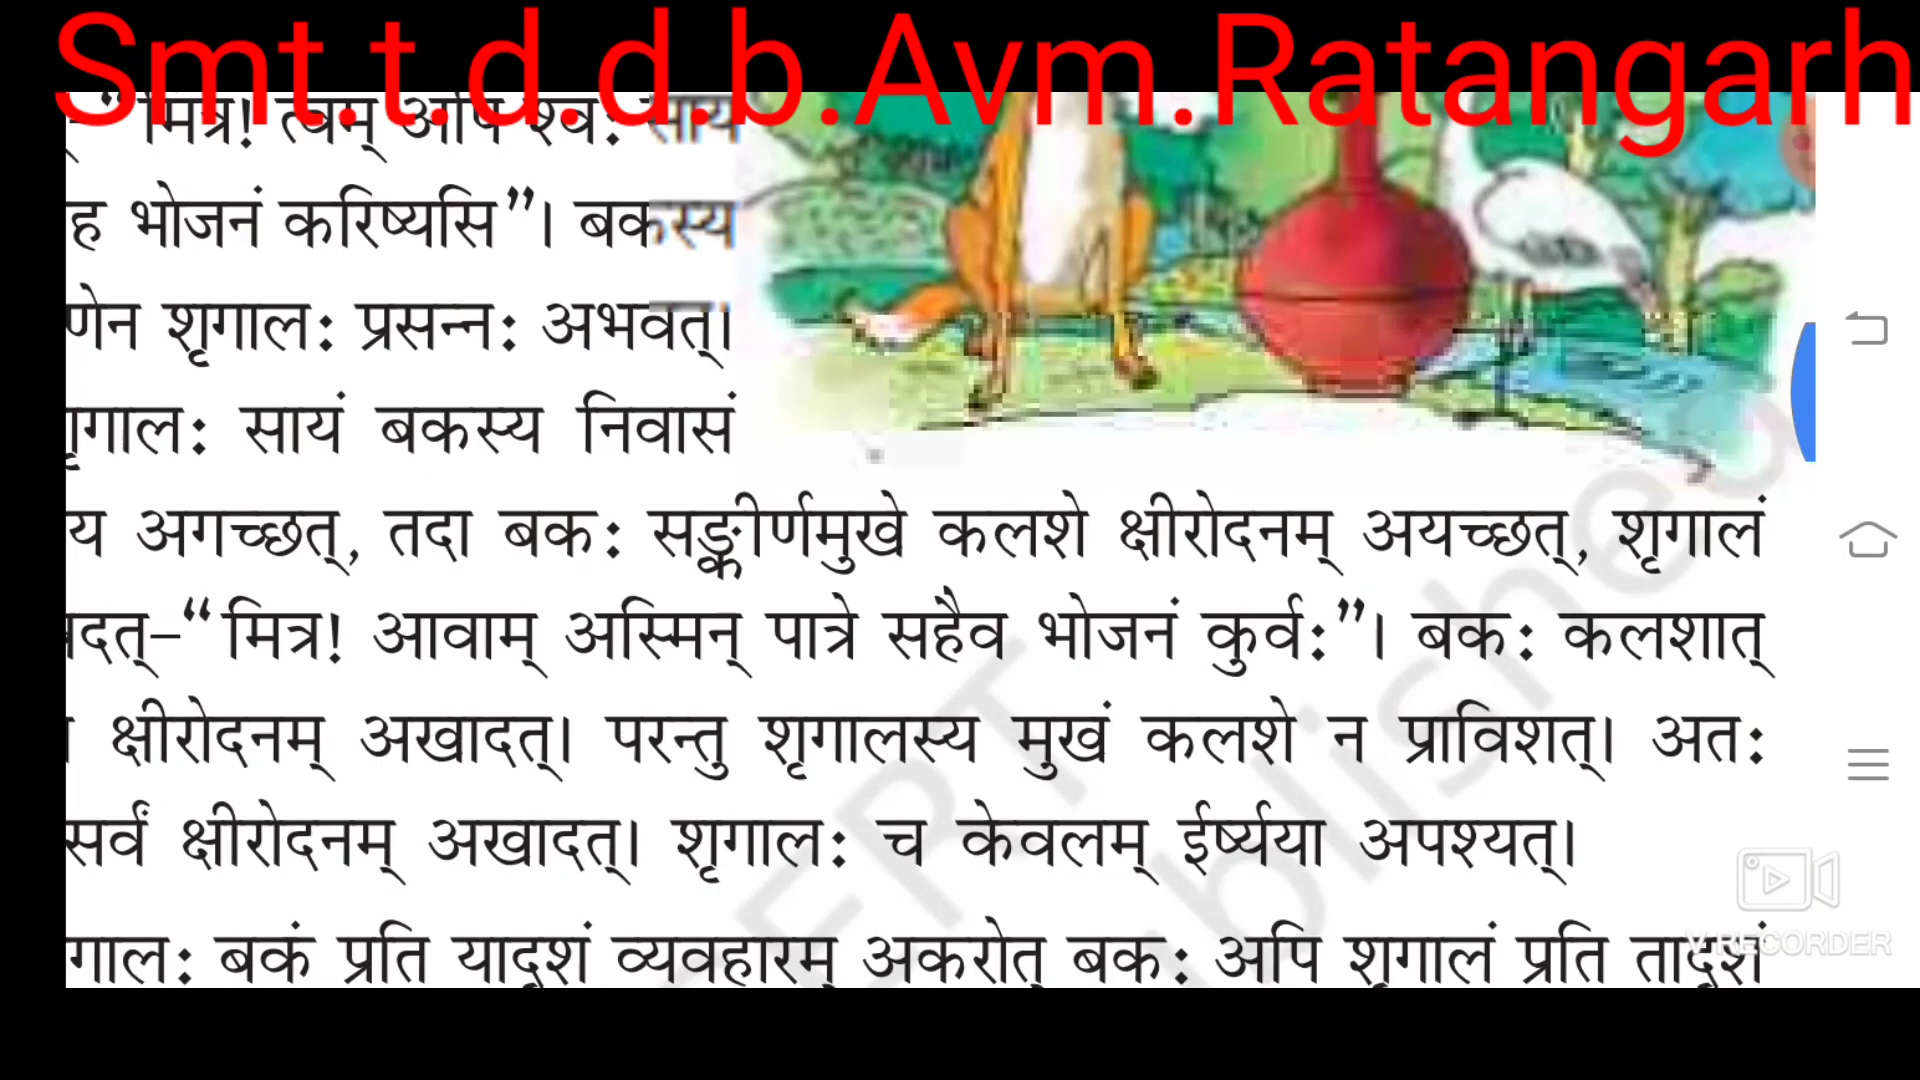 Smt.t.d.d.b.Avm.Ratangarh
“मित्र! त्वम् अपि श्वः सायं
ह भोजनं करिष्यसि”। बकस्य
णेन शृगालः प्रसन्नः अभवत्।
गालः सायं बकस्य निवासं
य अगच्छत्, तदा बकः सङ्कीर्णमुखे कलशे क्षीरोदनम् अयच्छत्, शृगालं
दत्–“मित्र! आवाम् अस्मिन् पात्रे सहैव भोजनं कुर्वः”। बकः कलशात्
क्षीरोदनम् अखादत्। परन्तु शृगालस्य मुखं कलशे न प्राविशत्। अतः
सर्वं क्षीरोदनम् अखादत्। शृगालः च केवलम् ईर्ष्यया अपश्यत्।
गालः बकं प्रति यादृशं व्यवहारम् अकरोत् बकः अपि शृगालं प्रति तादृशं
V RECORDER